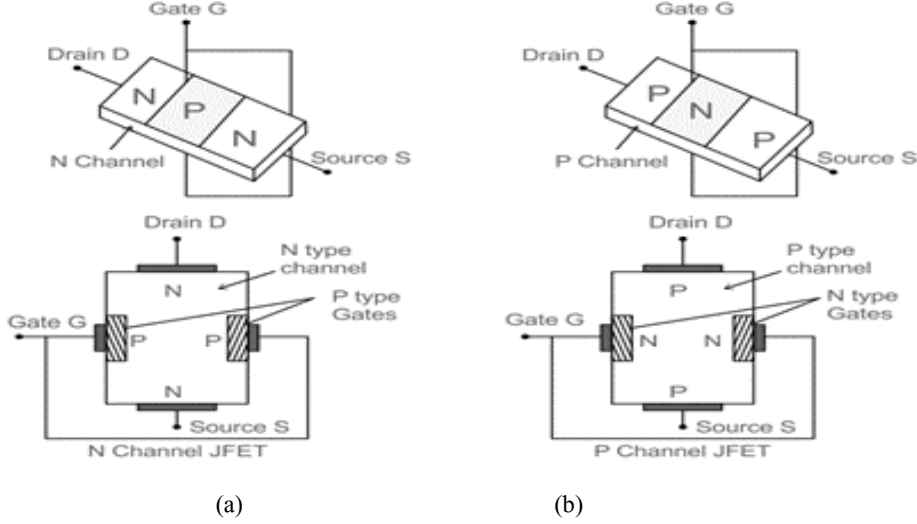 Gate G
Drain D
N
P
N
N Channel
Source S
Gate G
Drain D
P
N
P
P Channel
Source S
Drain D
N type
channel
N
P type
Gates
Gate G
P
P
N
Source S
N Channel JFET
Drain D
P type
channel
P
N type
Gates
Gate G
N
N
P
Source S
P Channel JFET
(a)
(b)